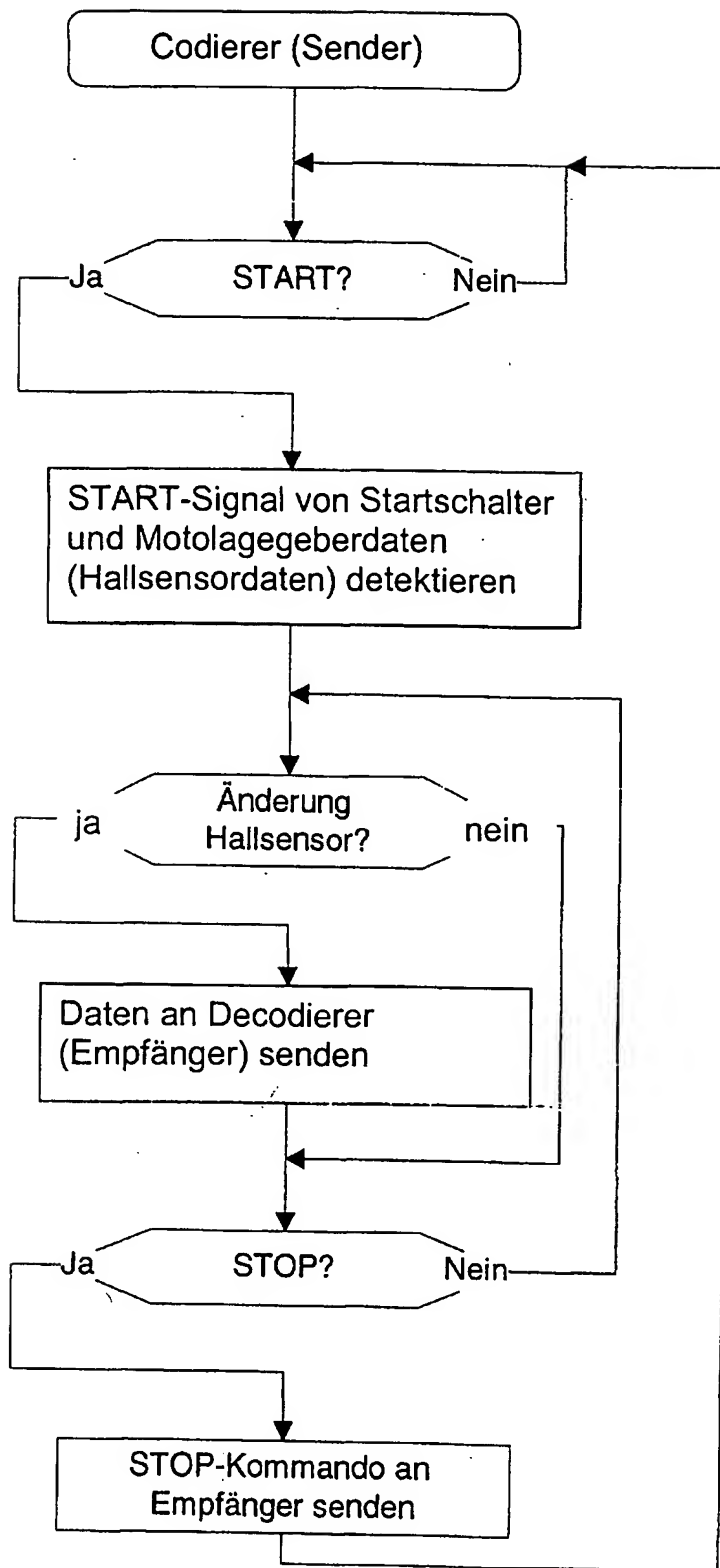 Codierer (Sender)
Ja
START?
Nein
START-Signal von Startschalter
und Motolagegeberdaten
(Hallsensordaten) detektieren
Änderung
Hallsensor?
ja
nein
Daten an Decodierer
(Empfänger) senden
Ja
STOP?
Nein
STOP-Kommando an
Empfänger senden